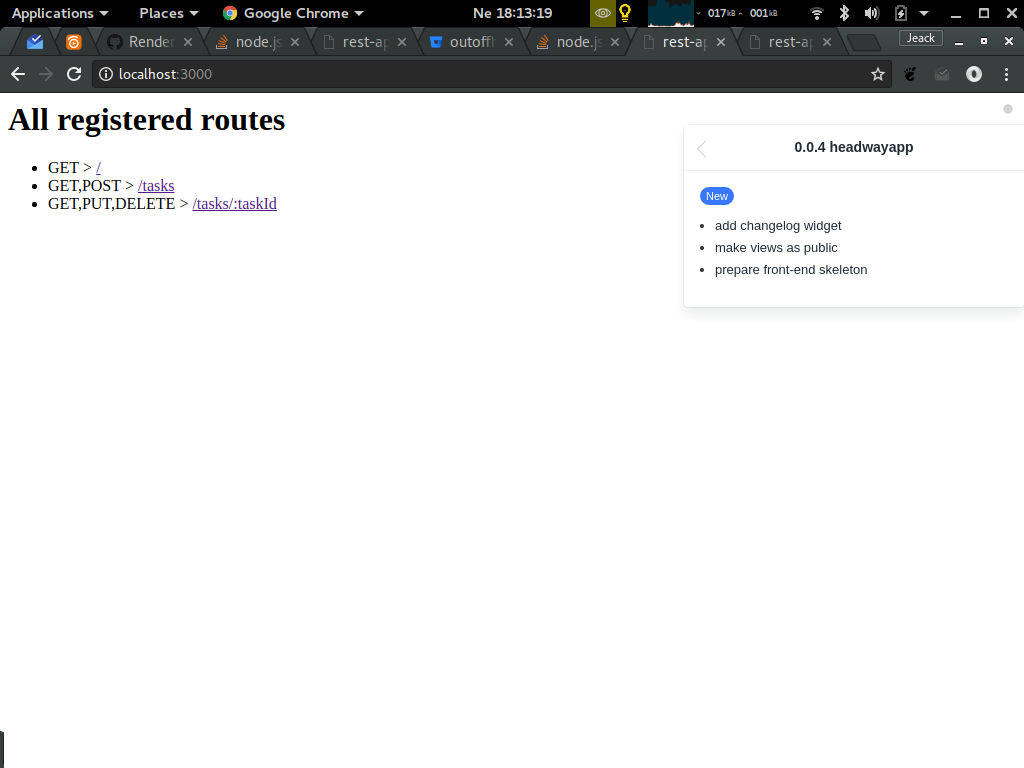 Applications Places Google Chrome Ne 18:13:19 017kB 001kB
Render node.js rest-ap outoffh node.js rest-ap rest-ap Jeack
localhost:3000
All registered routes
GET > /
GET,POST > /tasks
GET,PUT,DELETE > /tasks/:taskId
0.0.4 headwayapp
New
add changelog widget
make views as public
prepare front-end skeleton